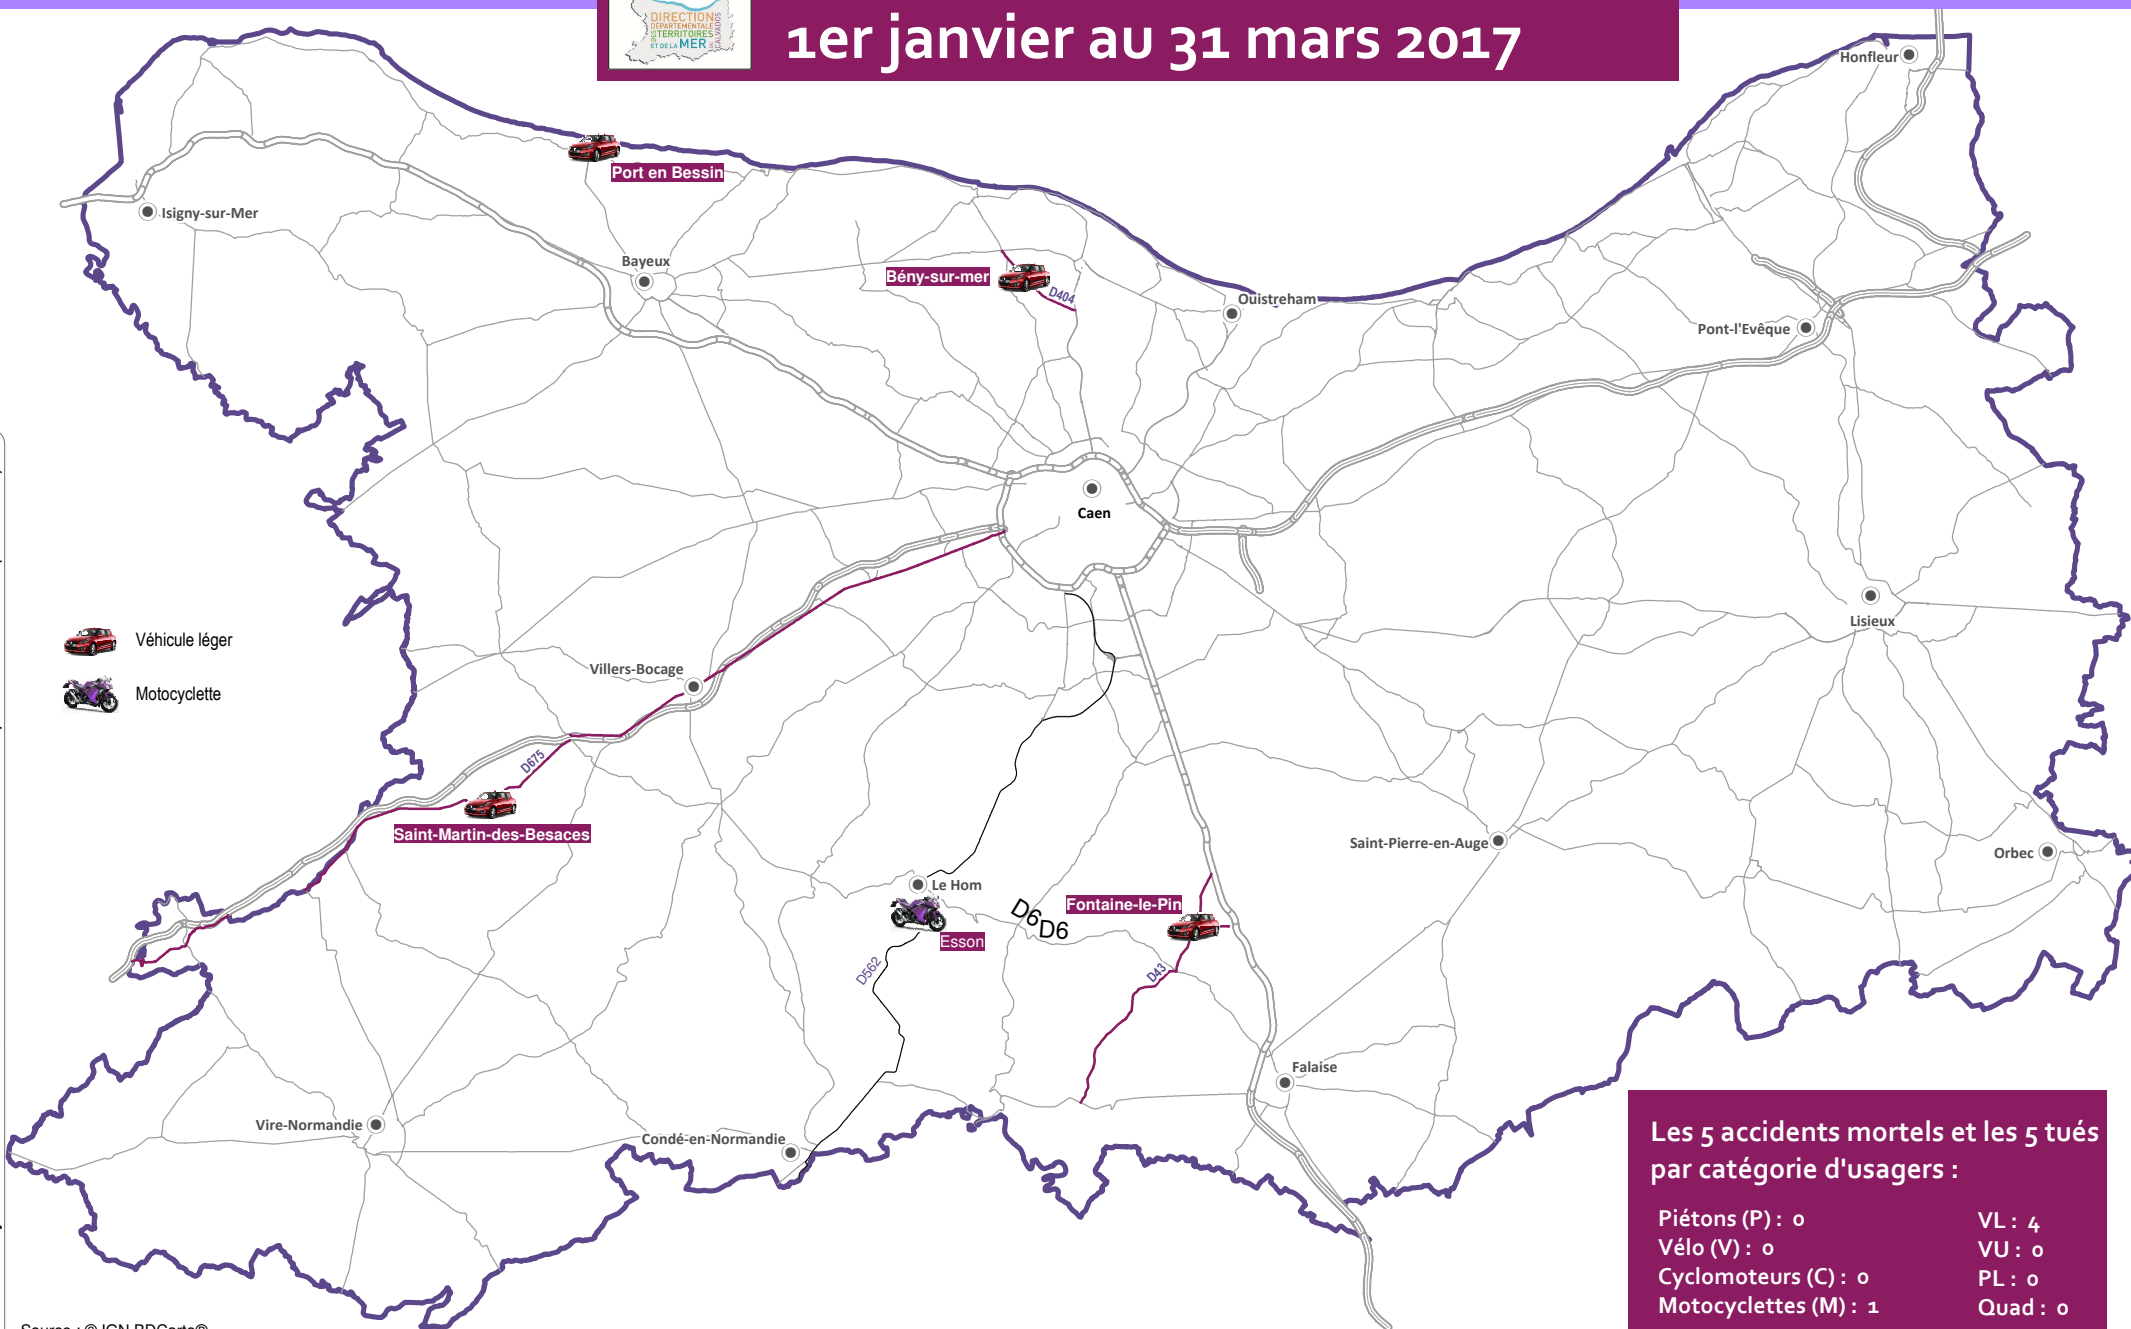 DIRECTION
DÉPARTEMENTALE
DES TERRITOIRES
ET DE LA MER
CALVADOS
1er janvier au 31 mars 2017
Honfleur
Port en Bessin
Isigny-sur-Mer
Bayeux
Bény-sur-mer
D404
Ouistreham
Pont-l'Evêque
Caen
Lisieux
Véhicule léger
Motocyclette
Villers-Bocage
D675
Saint-Martin-des-Besaces
Saint-Pierre-en-Auge
Orbec
Le Hom
Fontaine-le-Pin
D6
D6
Esson
D562
D43
Falaise
Vire-Normandie
Condé-en-Normandie
Les 5 accidents mortels et les 5 tués
par catégorie d'usagers :
Piétons (P) : 0
VL : 4
Vélo (V) : 0
VU : 0
Cyclomoteurs (C) : 0
PL : 0
Motocyclettes (M) : 1
Quad : 0
Source : © IGN BDCarto®